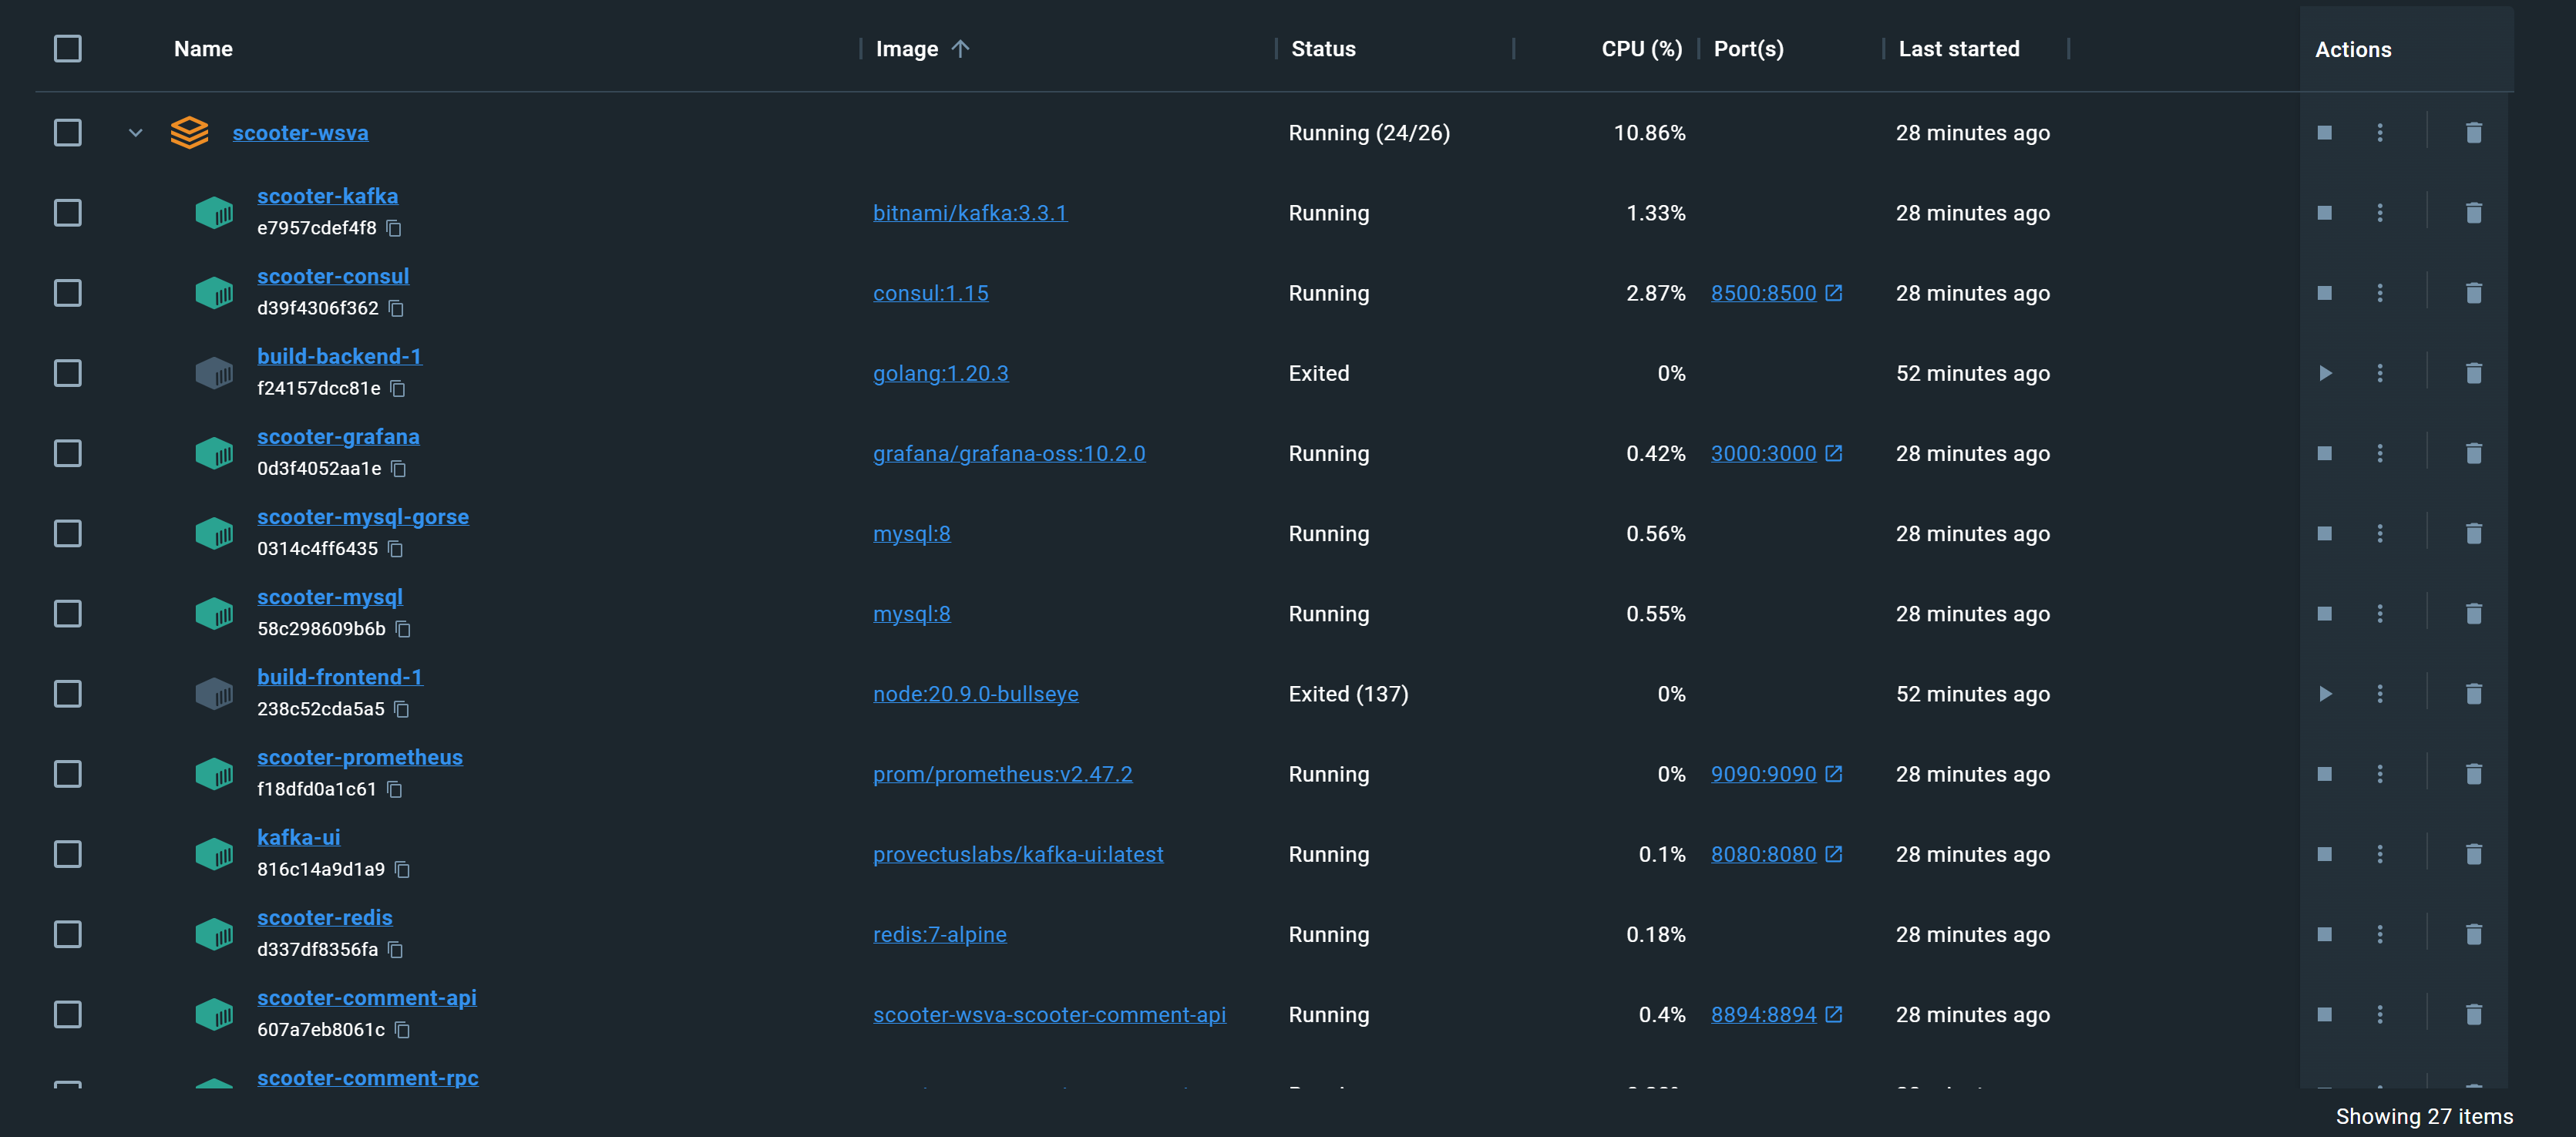 Name Image Status CPU (%) Port(s) Last started Actions
scooter-wsva Running (24/26) 10.86% 28 minutes ago
scooter-kafka
e7957cdef4f8
bitnami/kafka:3.3.1 Running 1.33% 28 minutes ago
scooter-consul
d39f4306f362
consul:1.15 Running 2.87% 8500:8500 28 minutes ago
build-backend-1
f24157dcc81e
golang:1.20.3 Exited 0% 52 minutes ago
scooter-grafana
0d3f4052aa1e
grafana/grafana-oss:10.2.0 Running 0.42% 3000:3000 28 minutes ago
scooter-mysql-gorse
0314c4ff6435
mysql:8 Running 0.56% 28 minutes ago
scooter-mysql
58c298609b6b
mysql:8 Running 0.55% 28 minutes ago
build-frontend-1
238c52cda5a5
node:20.9.0-bullseye Exited (137) 0% 52 minutes ago
scooter-prometheus
f18dfd0a1c61
prom/prometheus:v2.47.2 Running 0% 9090:9090 28 minutes ago
kafka-ui
816c14a9d1a9
provectuslabs/kafka-ui:latest Running 0.1% 8080:8080 28 minutes ago
scooter-redis
d337df8356fa
redis:7-alpine Running 0.18% 28 minutes ago
scooter-comment-api
607a7eb8061c
scooter-wsva-scooter-comment-api Running 0.4% 8894:8894 28 minutes ago
scooter-comment-rpc
Showing 27 items